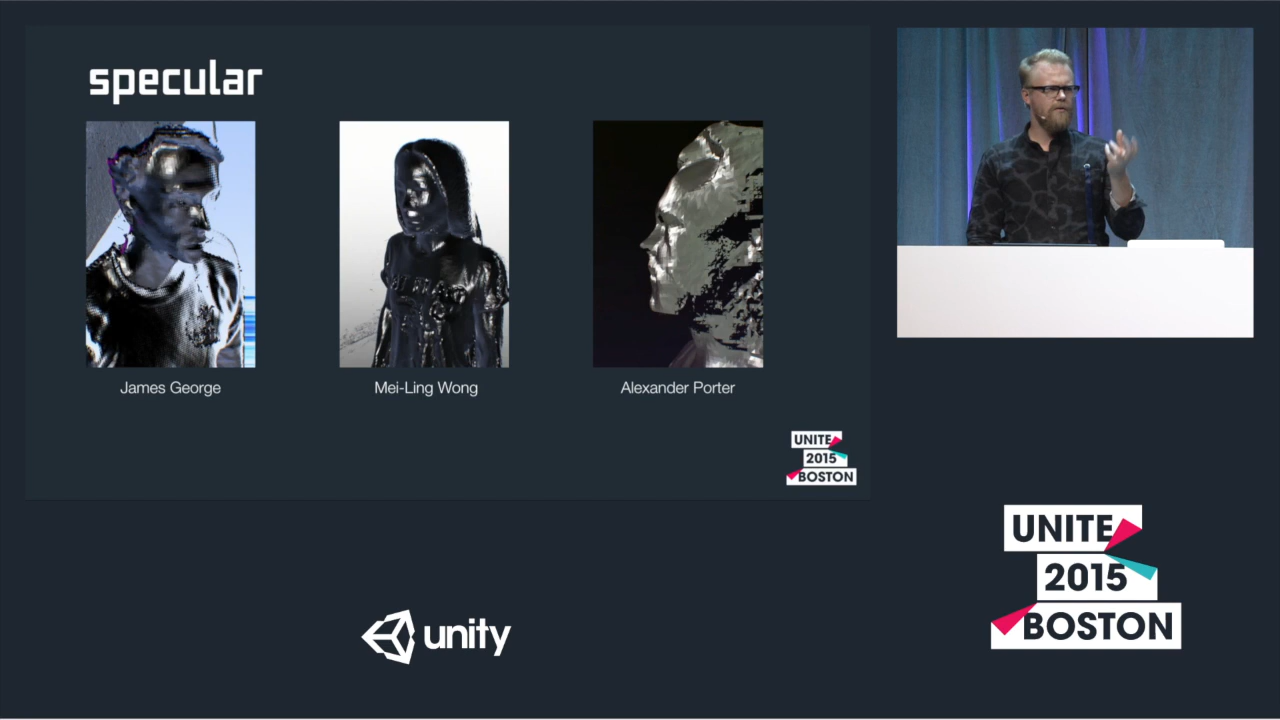 specular
James George
Mei-Ling Wong
Alexander Porter
UNITE
2015
BOSTON
UNITE
2015
BOSTON
unity